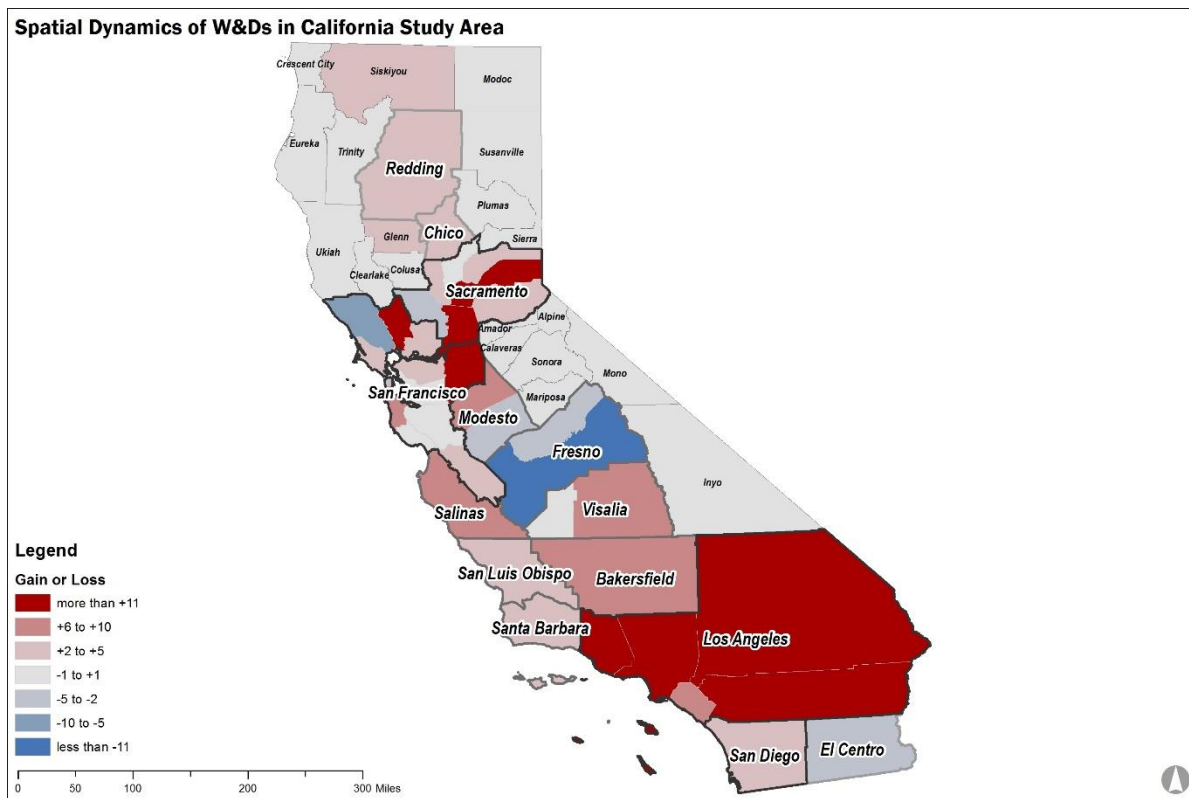 Spatial Dynamics of W&Ds in California Study Area
Crescent City
Siskiyou
Modoc
Eureka
Trinity
Redding
Susanville
Plumas
Glenn
Chico
Sierra
Ukiah
Colusa
Clearlake
Sacramento
Alpine
Amador
Calaveras
Sonora
Mono
San Francisco
Mariposa
Modesto
Fresno
Inyo
Salinas
Visalia
San Luis Obispo
Bakersfield
Santa Barbara
Los Angeles
San Diego
El Centro
Legend
Gain or Loss
more than +11
+6 to +10
+2 to +5
-1 to +1
-5 to -2
-10 to -5
less than -11
0 50 100 200 300 Miles